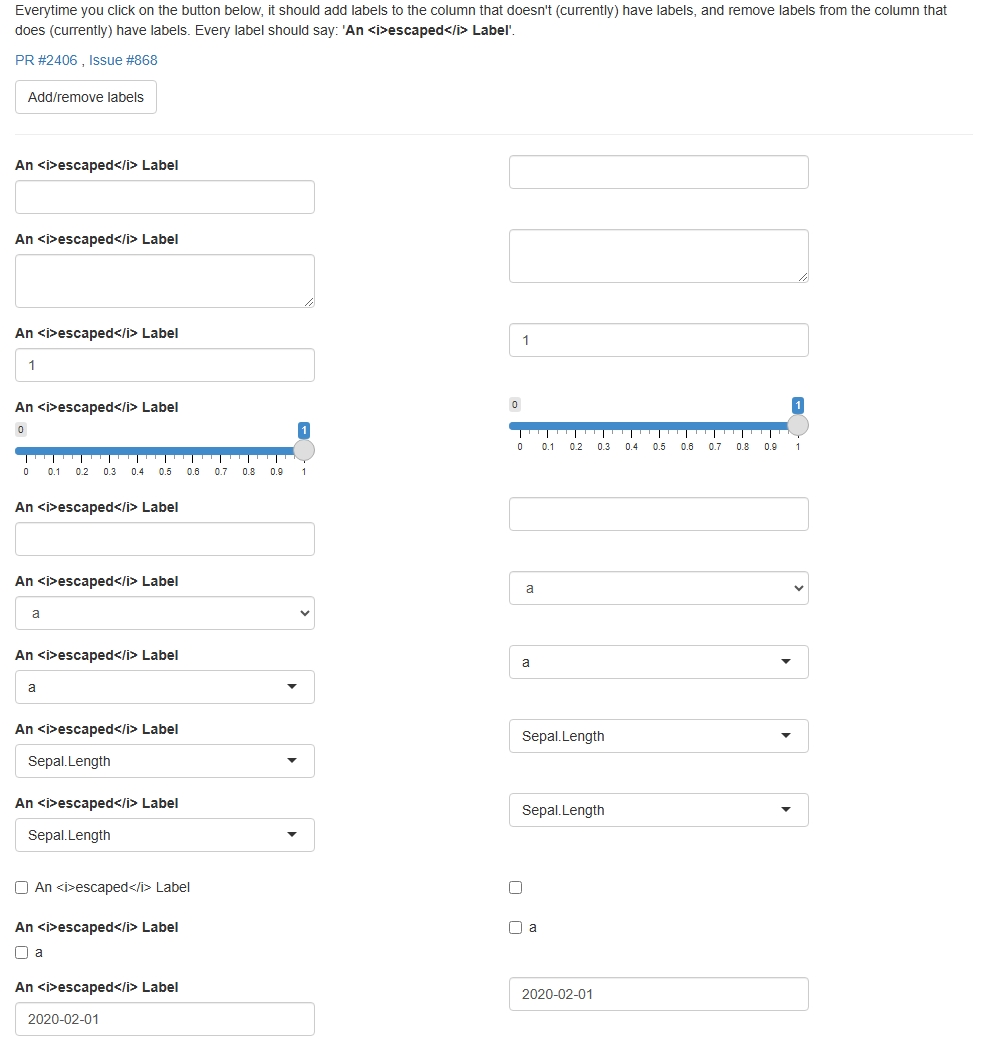 Everytime you click on the button below, it should add labels to the column that doesn't (currently) have labels, and remove labels from the column that
does (currently) have labels. Every label should say: 'An <i>escaped</i> Label'.
PR #2406 , Issue #868
Add/remove labels
An <i>escaped</i> Label
An <i>escaped</i> Label
An <i>escaped</i> Label
1
1
An <i>escaped</i> Label
0 1
0 0.1 0.2 0.3 0.4 0.5 0.6 0.7 0.8 0.9 1
0 1
0 0.1 0.2 0.3 0.4 0.5 0.6 0.7 0.8 0.9 1
An <i>escaped</i> Label
An <i>escaped</i> Label
a
a
An <i>escaped</i> Label
a
a
An <i>escaped</i> Label
Sepal.Length
Sepal.Length
An <i>escaped</i> Label
Sepal.Length
Sepal.Length
An <i>escaped</i> Label
An <i>escaped</i> Label
a
a
An <i>escaped</i> Label
2020-02-01
2020-02-01